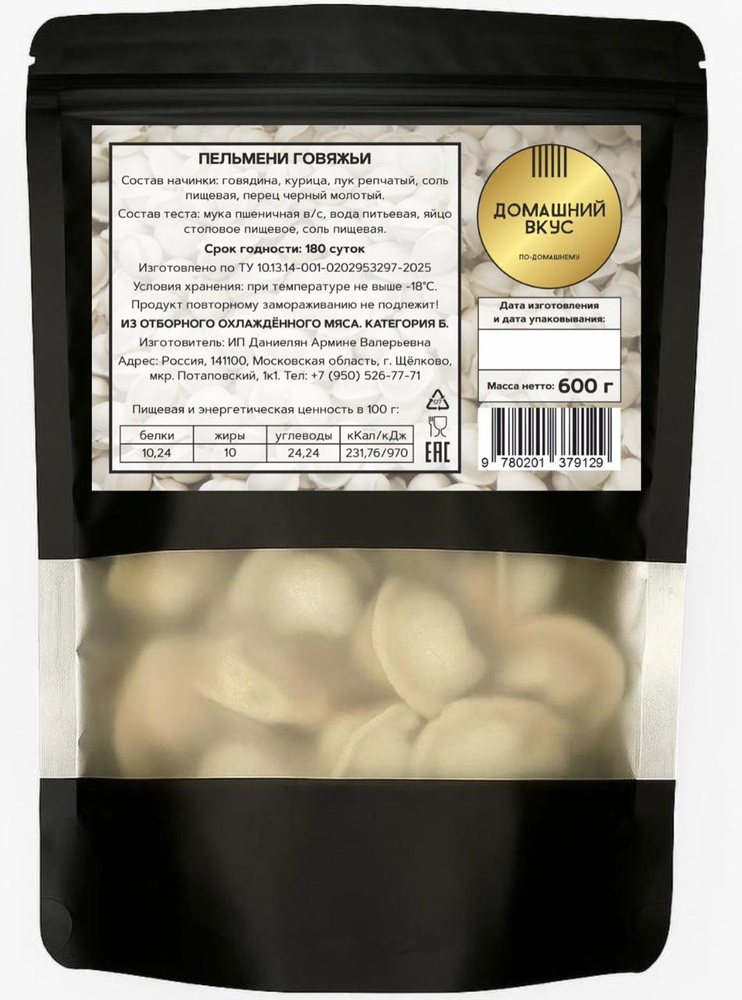 ПЕЛЬМЕНИ ГОВЯЖЬИ
Состав начинки: говядина, курица, лук репчатый, соль
пищевая, перец черный молотый.
Состав теста: мука пшеничная в/с, вода питьевая, яйцо
столовое пищевое, соль пищевая.
Срок годности: 180 суток
Изготовлено по ТУ 10.13.14-001-0202953297-2025
Условия хранения: при температуре не выше -18°С.
Продукт повторному замораживанию не подлежит!
ИЗ ОТБОРНОГО ОХЛАЖДЁННОГО МЯСА. КАТЕГОРИЯ Б.
Изготовитель: ИП Даниелян Армине Валерьевна
Адрес: Россия, 141100, Московская область, г. Щёлково,
мкр. Потаповский, 1к1. Тел: +7 (950) 526-77-71
Пищевая и энергетическая ценность в 100 г:
белки жиры углеводы кКал/кДж
10,24 10 24,24 231,76/970
07
EAC
ДОМАШНИЙ
ВКУС
ПО-ДОМАШНЕМУ
Дата изготовления
и дата упаковывания:
Масса нетто: 600 г
9 780201 379129